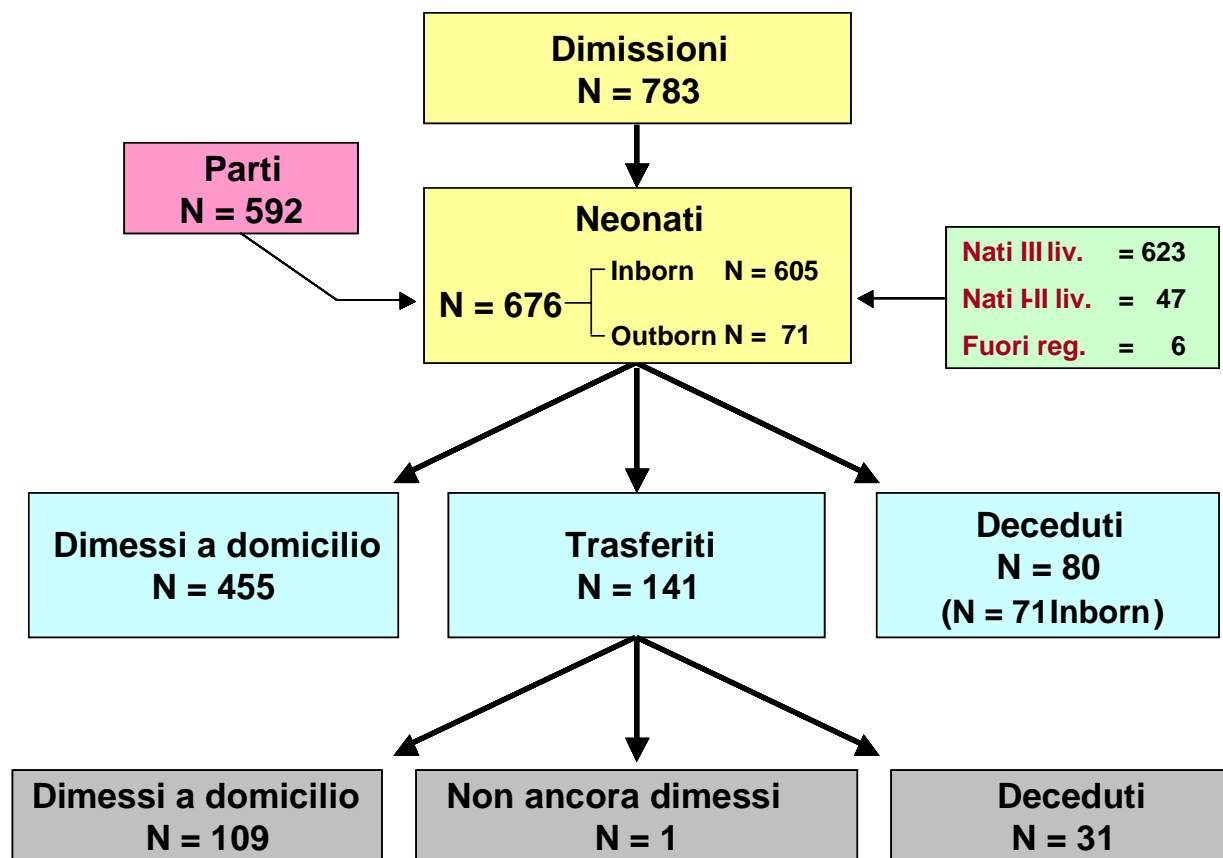 Dimissioni
N = 783
Parti
N = 592
Neonati
Inborn N = 605
N = 676
Outborn N = 71
Nati III liv. = 623
Nati I-II liv. = 47
Fuori reg. = 6
Dimessi a domicilio
N = 455
Trasferiti
N = 141
Deceduti
N = 80
(N = 71Inborn)
Dimessi a domicilio
N = 109
Non ancora dimessi
N = 1
Deceduti
N = 31